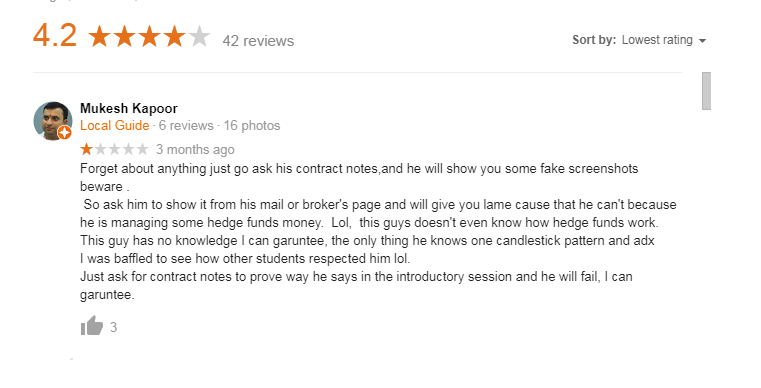 4.2 42 reviews Sort by: Lowest rating
Mukesh Kapoor
Local Guide · 6 reviews · 16 photos
3 months ago
Forget about anything just go ask his contract notes,and he will show you some fake screenshots
beware .
So ask him to show it from his mail or broker's page and will give you lame cause that he can't because
he is managing some hedge funds money. Lol, this guys doesn't even know how hedge funds work.
This guy has no knowledge I can garuntee, the only thing he knows one candlestick pattern and adx
I was baffled to see how other students respected him lol.
Just ask for contract notes to prove way he says in the introductory session and he will fail, I can
garuntee.
3